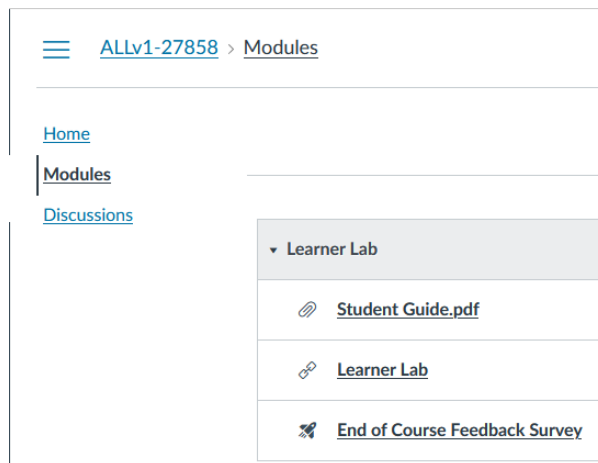 ALLv1-27858 > Modules
Home
Modules
Discussions
Learner Lab
Student Guide.pdf
Learner Lab
End of Course Feedback Survey